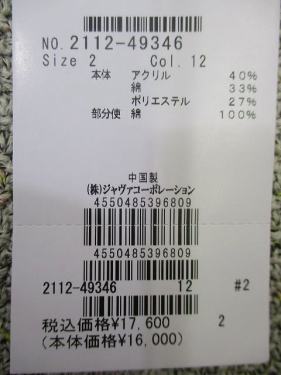 NO. 2112-49346
Size 2 Col. 12
本体 アクリル 40%
綿 33%
ポリエステル 27%
部分使 綿 100%
中国製
(株)ジャヴァコーポレーション
4550485396809
4550485396809
2112-49346 12 #2
税込価格¥17,600 2
(本体価格¥16,000)